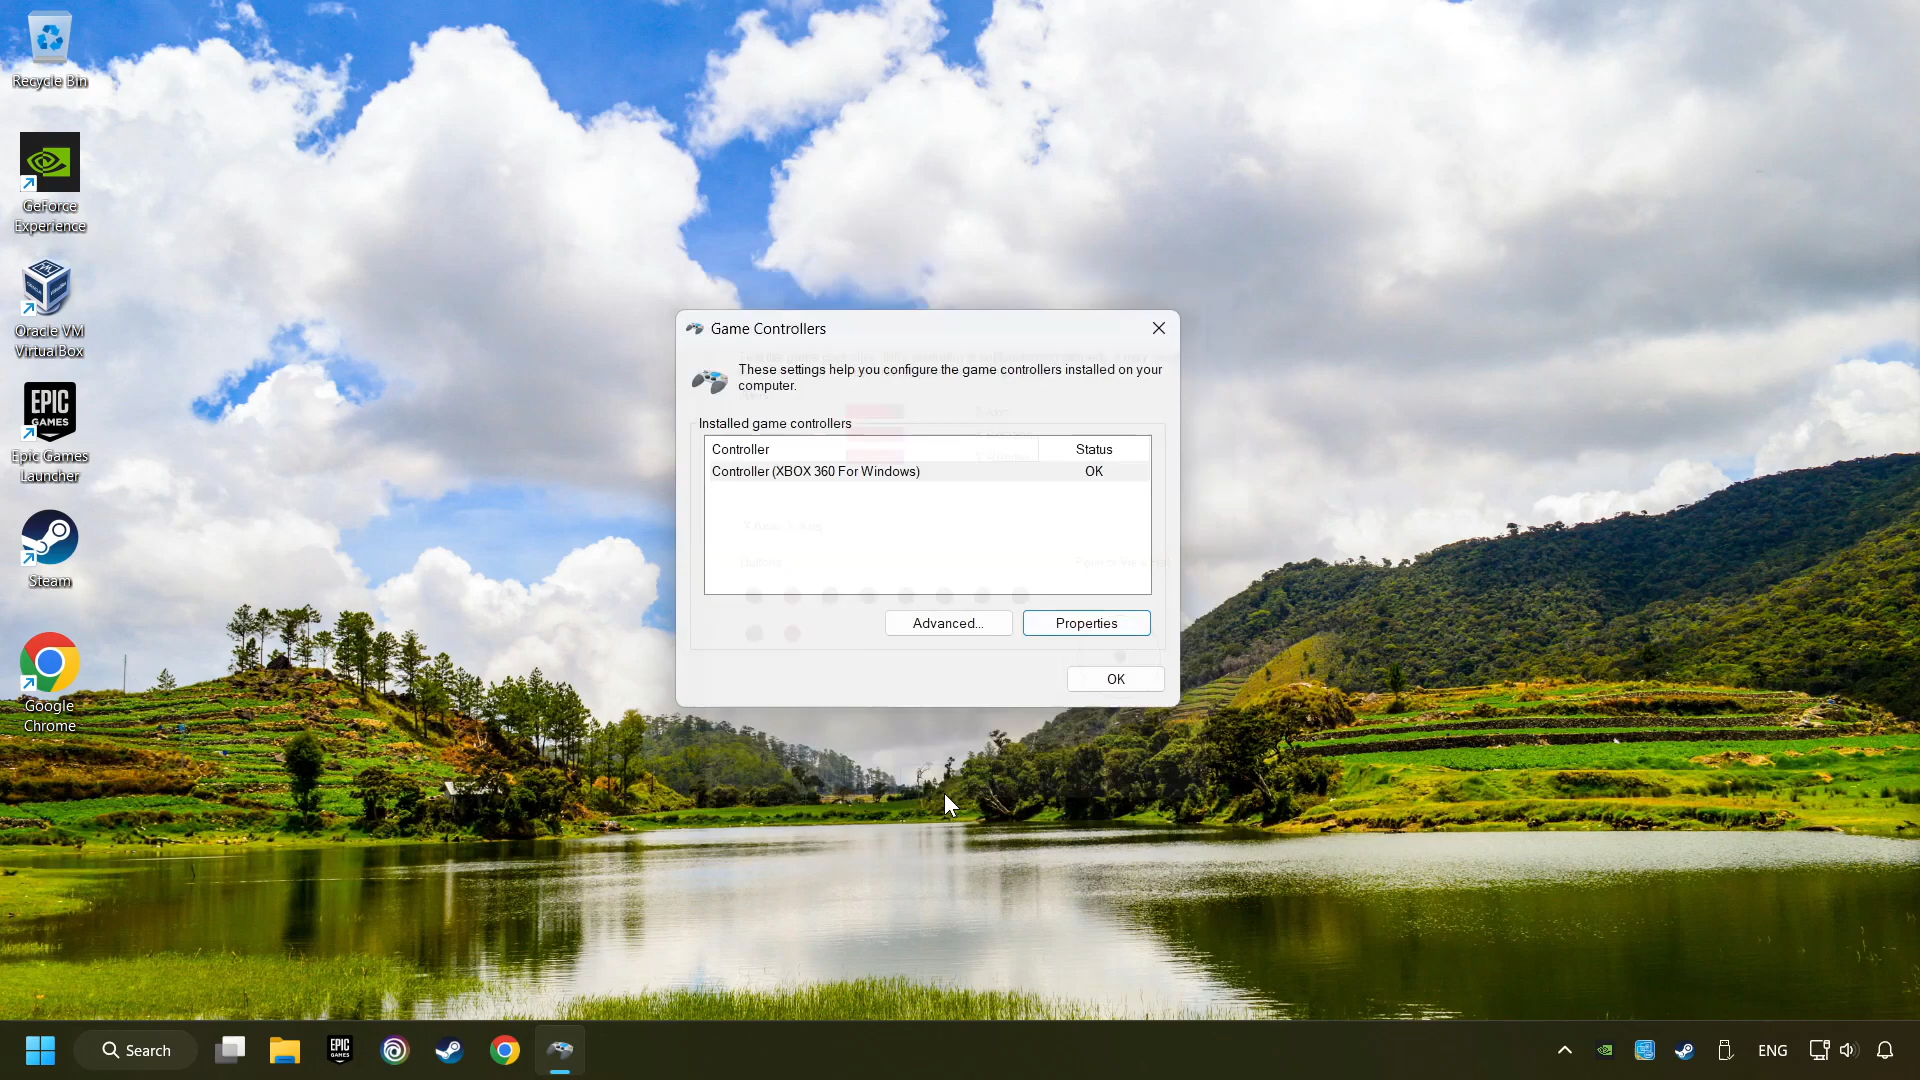 Recycle Bin
GeForce
Experience
Oracle VM
VirtualBox
EPIC
GAMES
Epic Games
Launcher
Steam
Google
Chrome
Game Controllers
These settings help you configure the game controllers installed on your
computer.
Installed game controllers
Controller Status
Controller (XBOX 360 For Windows) OK
Advanced... Properties
OK
Search
EPIC
GAMES
ENG